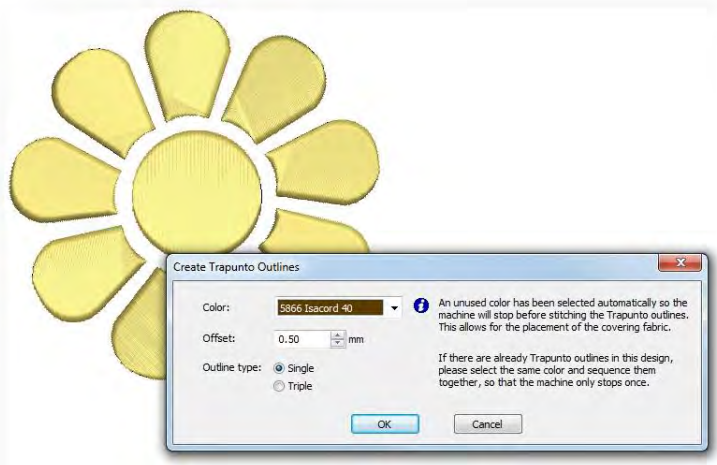 Create Trapunto Outlines
x
Color:
5866 Isacord 40
i
An unused color has been selected automatically so the
machine will stop before stitching the Trapunto outlines.
This allows for the placement of the covering fabric.
Offset:
0.50
mm
Outline type:
Single
Triple
If there are already Trapunto outlines in this design,
please select the same color and sequence them
together, so that the machine only stops once.
OK
Cancel